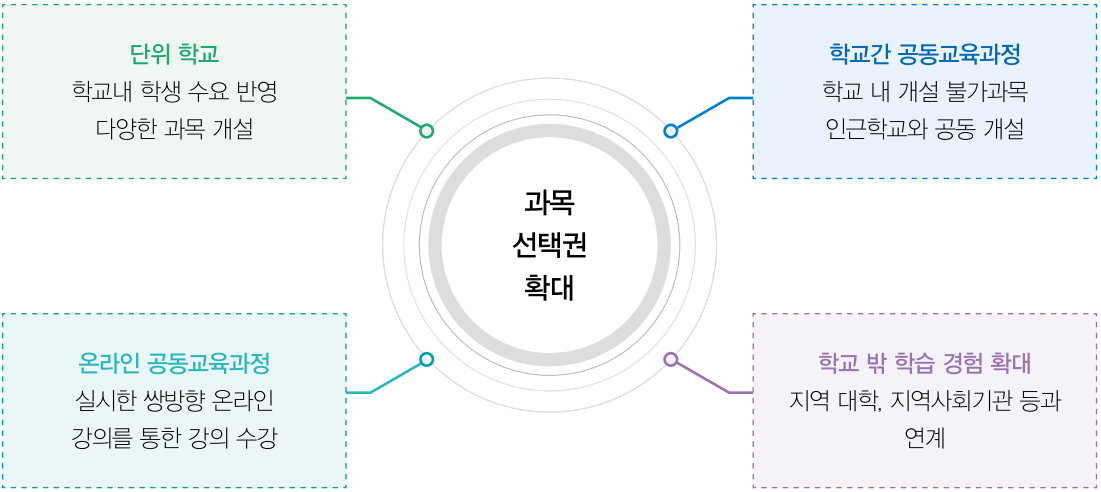 단위 학교
학교내 학생 수요 반영
다양한 과목 개설
학교간 공동교육과정
학교 내 개설 불가과목
인근학교와 공동 개설
과목
선택권
확대
온라인 공동교육과정
실시한 쌍방향 온라인
강의를 통한 강의 수강
학교 밖 학습 경험 확대
지역 대학, 지역사회기관 등과
연계